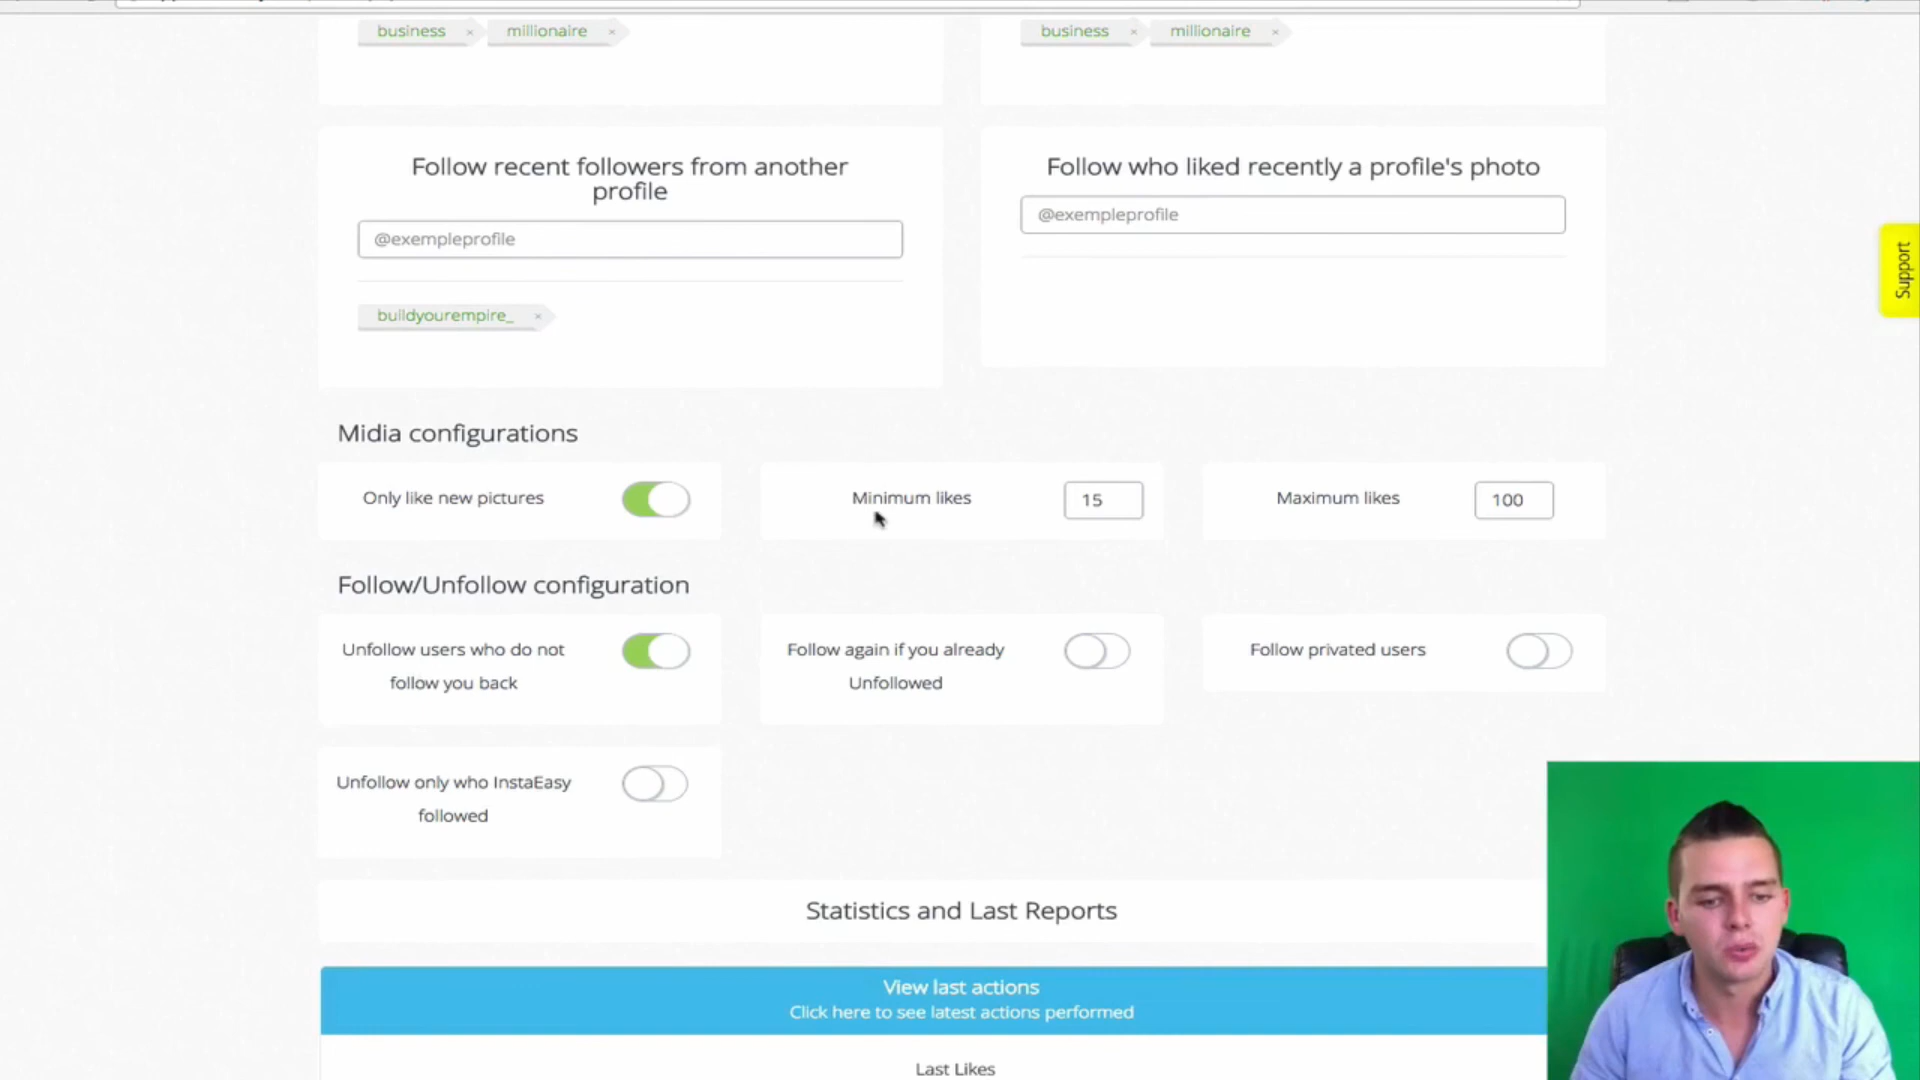 business × millionaire ×
business × millionaire ×
Follow recent followers from another
profile
@exempleprofile
buildyourempire_ ×
Follow who liked recently a profile's photo
@exempleprofile
Support
Midia configurations
Only like new pictures
Minimum likes 15
Maximum likes 100
Follow/Unfollow configuration
Unfollow users who do not
follow you back
Follow again if you already
Unfollowed
Follow privated users
Unfollow only who InstaEasy
followed
Statistics and Last Reports
View last actions
Click here to see latest actions performed
Last Likes